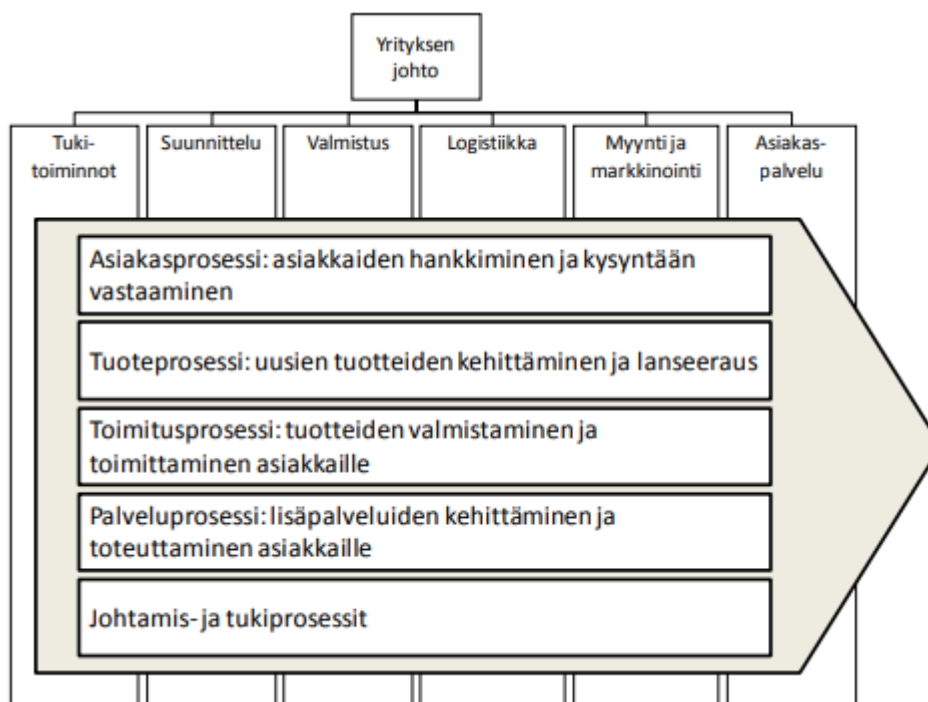 Yrityksen
johto
Tuki-
toiminnot
Suunnittelu
Valmistus
Logistiikka
Myynti ja
markkinointi
Asiakas-
palvelu
Asiakasprosessi: asiakkaiden hankkiminen ja kysyntään
vastaaminen
Tuoteprosessi: uusien tuotteiden kehittäminen ja lanseeraus
Toimitusprosessi: tuotteiden valmistaminen ja
toimittaminen asiakkaille
Palveluprosessi: lisäpalveluiden kehittäminen ja
toteuttaminen asiakkaille
Johtamis- ja tukiprosessit